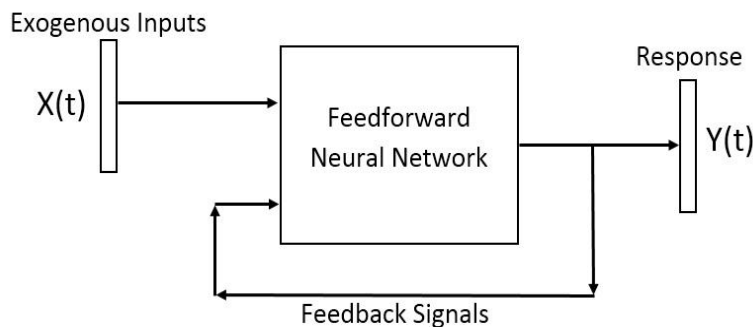 Exogenous Inputs
X(t)
Feedforward
Neural Network
Response
Y(t)
Feedback Signals